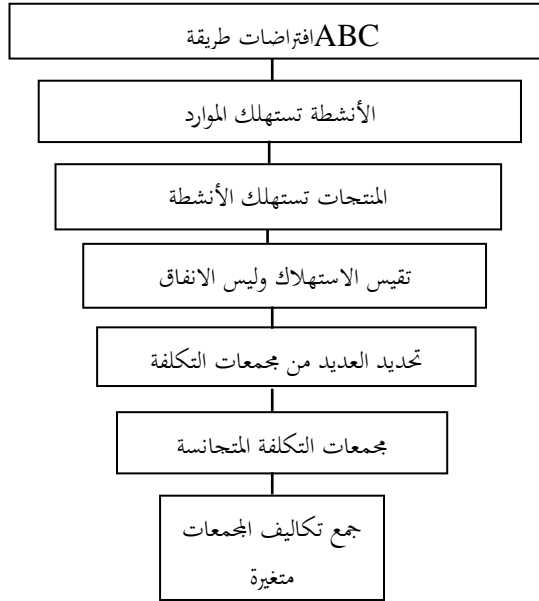 افتراضات طريقة ABC
الأنشطة تستهلك الموارد
المنتجات تستهلك الأنشطة
تقيس الاستهلاك وليس الانفاق
تحديد العديد من مجمعات التكلفة
مجمعات التكلفة المتجانسة
جمع تكاليف المجمعات
متغيرة